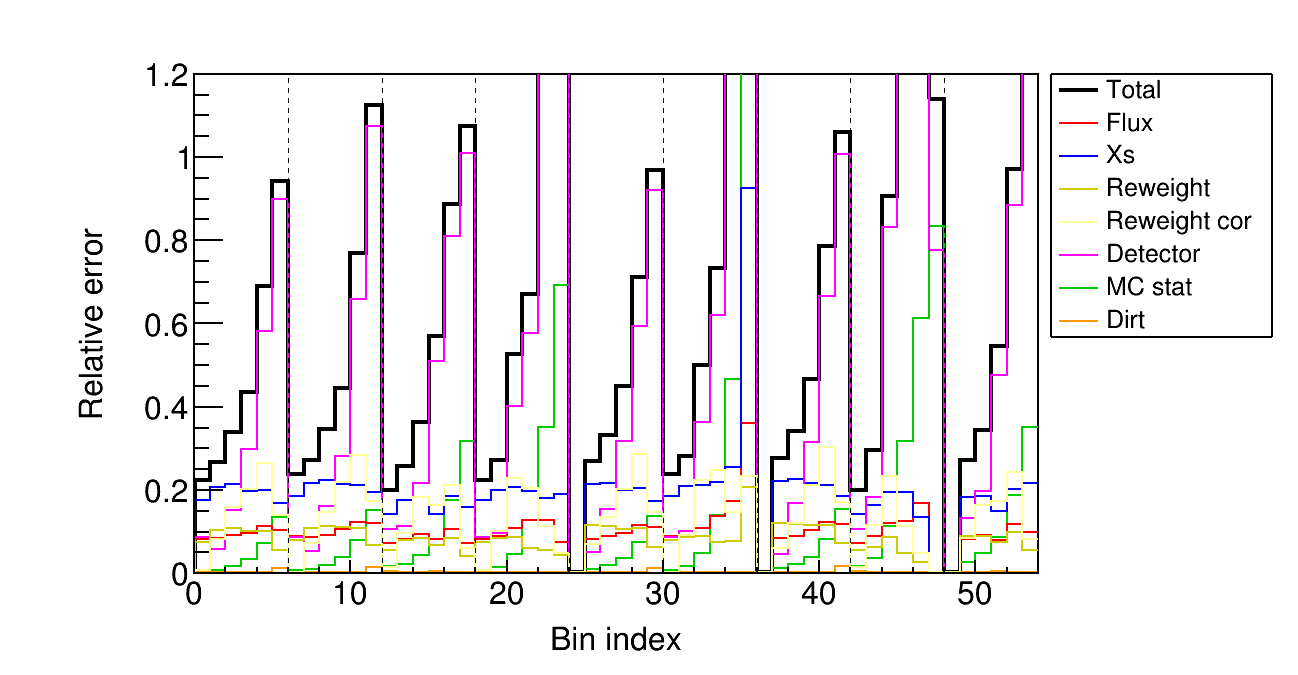 1.2
1
0.8
0.6
0.4
0.2
0
Relative error
0 10 20 30 40 50
Bin index
Total
Flux
Xs
Reweight
Reweight cor
Detector
MC stat
Dirt